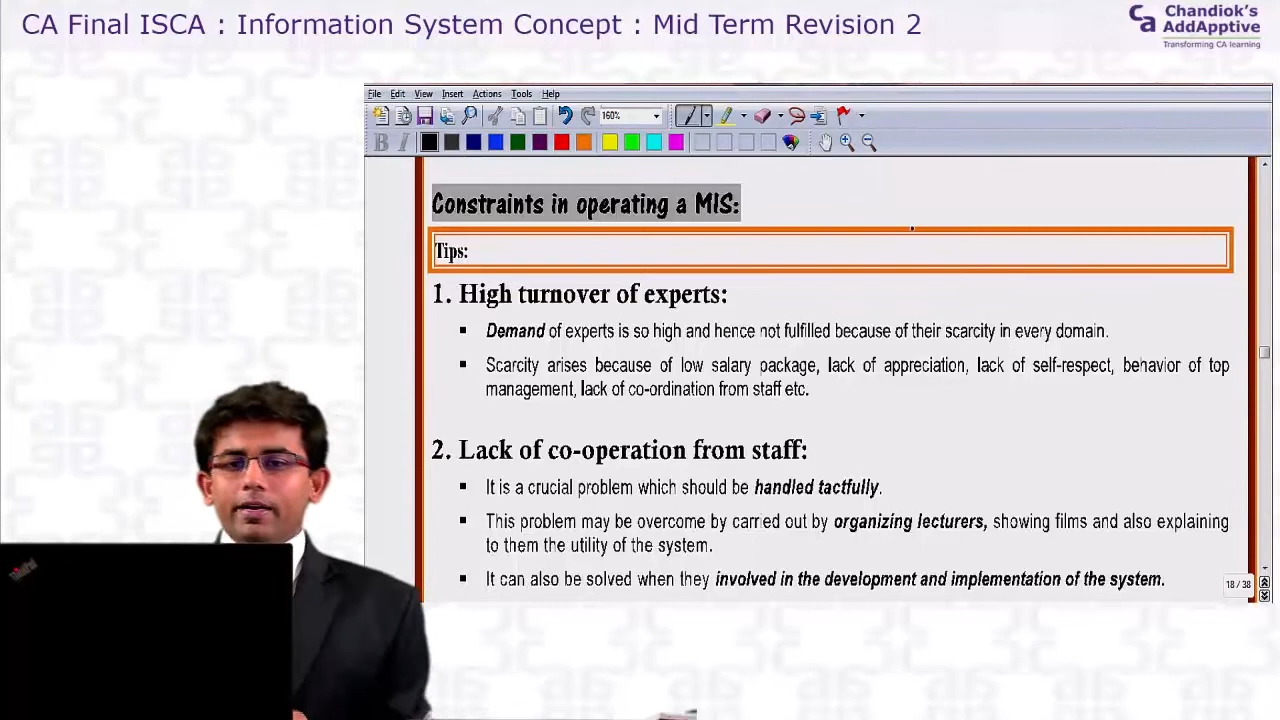 CA Final ISCA : Information System Concept : Mid Term Revision 2
Ca Chandiok's
AddApptive
Transforming CA learning
File Edit View Insert Actions Tools Help
160%
B I
Constraints in operating a MIS:
Tips:
1. High turnover of experts:
▪ Demand of experts is so high and hence not fulfilled because of their scarcity in every domain.
▪ Scarcity arises because of low salary package, lack of appreciation, lack of self-respect, behavior of top
management, lack of co-ordination from staff etc.
2. Lack of co-operation from staff:
▪ It is a crucial problem which should be handled tactfully.
▪ This problem may be overcome by carried out by organizing lecturers, showing films and also explaining
to them the utility of the system.
▪ It can also be solved when they involved in the development and implementation of the system.
18 / 38